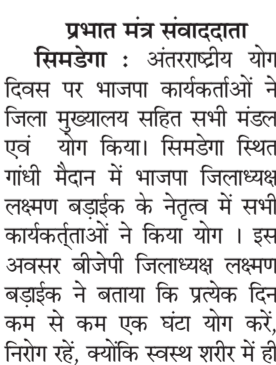 प्रभात मंत्र संवाददाता
सिमडेगा : अंतरराष्ट्रीय योग
दिवस पर भाजपा कार्यकर्ताओं ने
जिला मुख्यालय सहित सभी मंडल
एवं योग किया। सिमडेगा स्थित
गांधी मैदान में भाजपा जिलाध्यक्ष
लक्ष्मण बड़ाईक के नेतृत्व में सभी
कार्यकर्त्ताओं ने किया योग । इस
अवसर बीजेपी जिलाध्यक्ष लक्ष्मण
बड़ाईक ने बताया कि प्रत्येक दिन
कम से कम एक घंटा योग करें,
निरोग रहें, क्योंकि स्वस्थ शरीर में ही